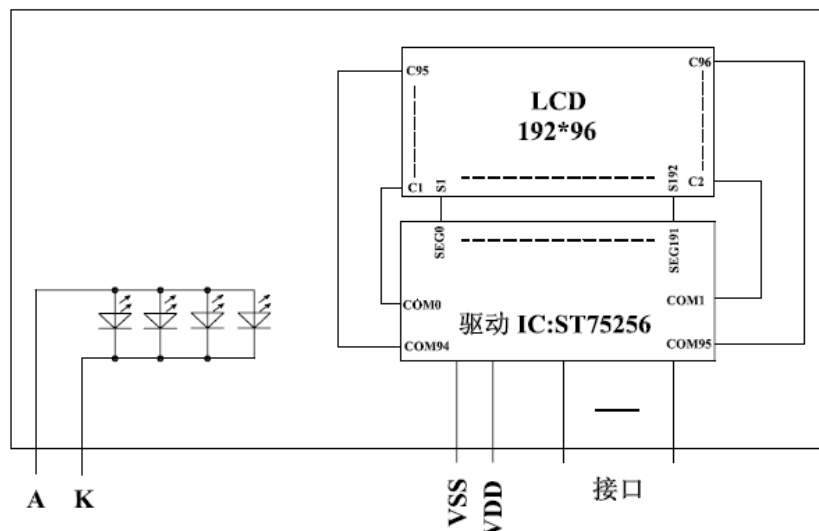 C95
C96
LCD
192*96
C1
S1
S192
C2
SEG0
SEG191
COM0
COM1
驱动 IC:ST75256
COM94
COM95
A
K
VSS
VDD
接口